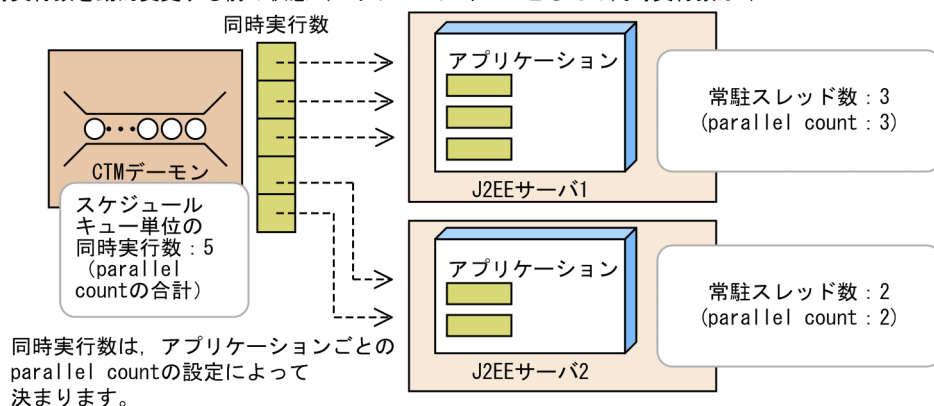 同時実行数
アプリケーション
常駐スレッド数：3
(parallel count：3)
J2EEサーバ1
CTMデーモン
スケジュール
キュー単位の
同時実行数：5
（parallel
countの合計）
アプリケーション
常駐スレッド数：2
(parallel count：2)
J2EEサーバ2
同時実行数は，アプリケーションごとの
parallel countの設定によって
決まります。